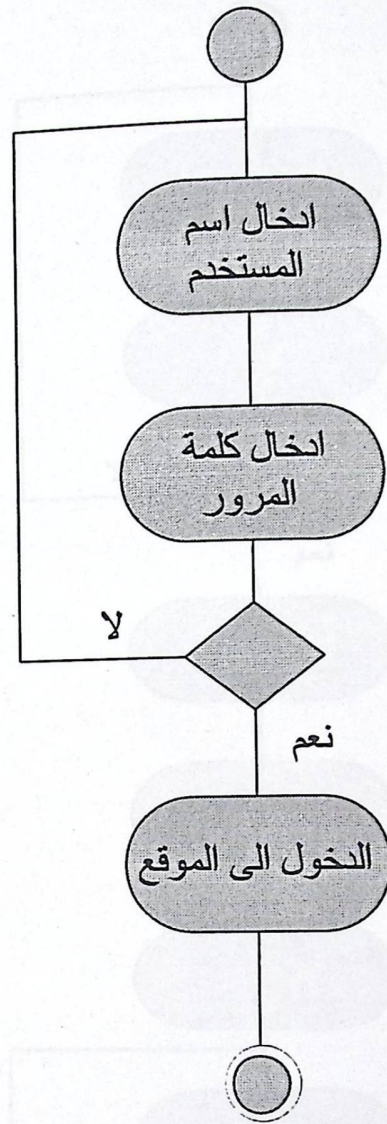 ادخال اسم
المستخدم
ادخال كلمة
المرور
لا
نعم
الدخول الى الموقع